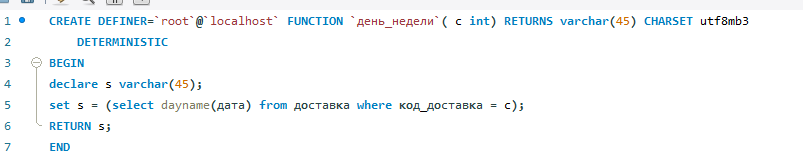 1 CREATE DEFINER=`root`@`localhost` FUNCTION `день_недели`( c int) RETURNS varchar(45) CHARSET utf8mb3
2 DETERMINISTIC
3 BEGIN
4 declare s varchar(45);
5 set s = (select dayname(дата) from доставка where код_доставка = c);
6 RETURN s;
7 END